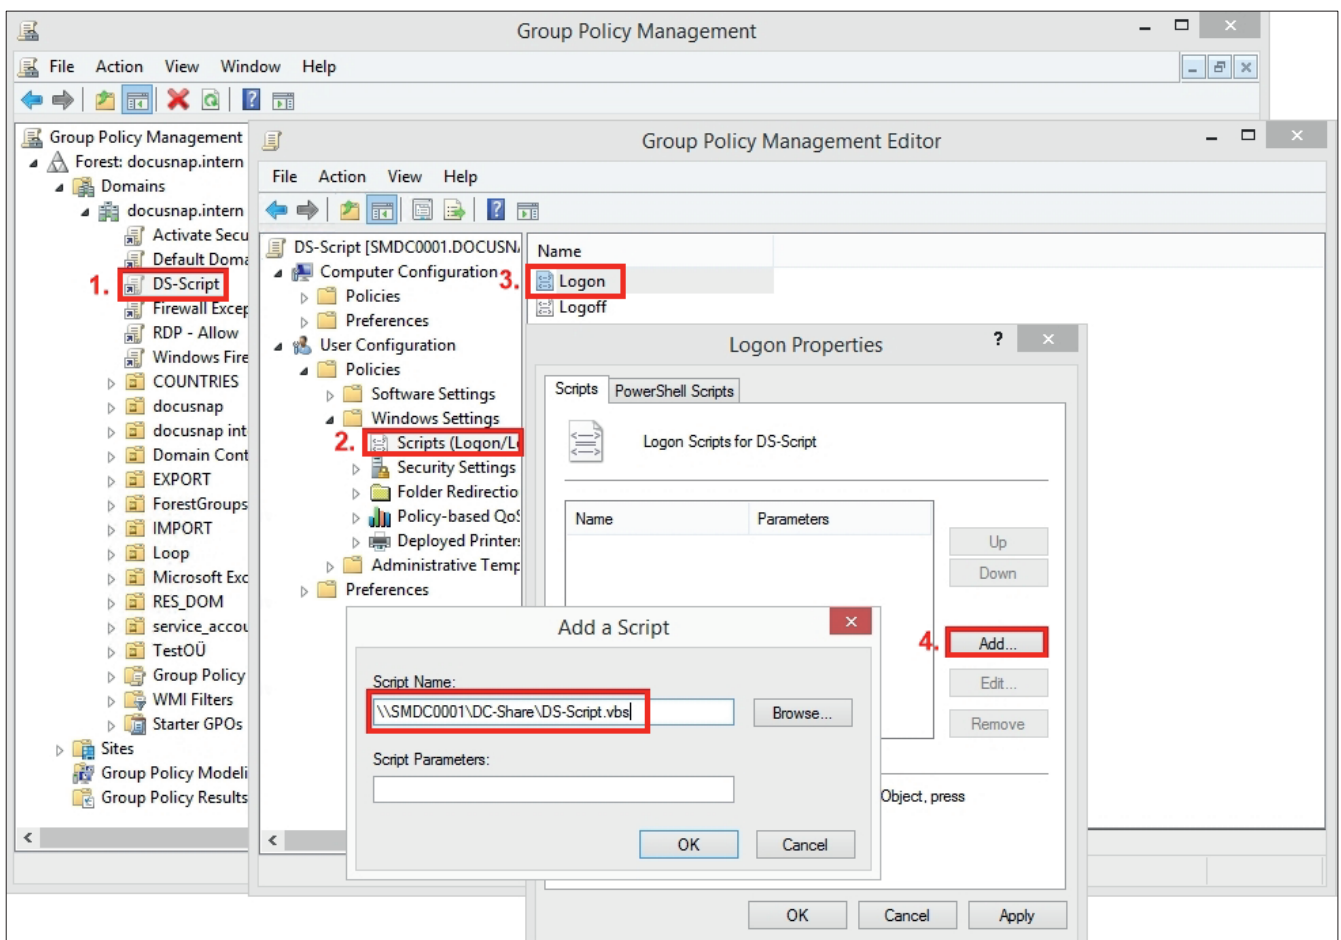 Group Policy Management
File Action View Window Help
Group Policy Management
Forest: docusnap.intern
Domains
docusnap.intern
Activate Secu
Default Doma
1. DS-Script
Firewall Excep
RDP - Allow
Windows Fire
COUNTRIES
docusnap
docusnap int
Domain Cont
EXPORT
ForestGroups
IMPORT
Loop
Microsoft Exc
RES_DOM
service_accou
TestOÜ
Group Policy
WMI Filters
Starter GPOs
Sites
Group Policy Modeli
Group Policy Results
Group Policy Management Editor
File Action View Help
DS-Script [SMDC0001.DOCUSNA
Computer Configuration
Policies
Preferences
User Configuration
Policies
Software Settings
Windows Settings
2. Scripts (Logon/Lo
Security Settings
Folder Redirectio
Policy-based QoS
Deployed Printers
Administrative Temp
Preferences
Name
3. Logon
Logoff
Logon Properties
?
Scripts PowerShell Scripts
Logon Scripts for DS-Script
Name Parameters
Up
Down
4. Add...
Edit...
Remove
Object, press
OK Cancel Apply
Add a Script
Script Name:
\\SMDC0001\DC-Share\DS-Script.vbs
Browse...
Script Parameters:
OK Cancel